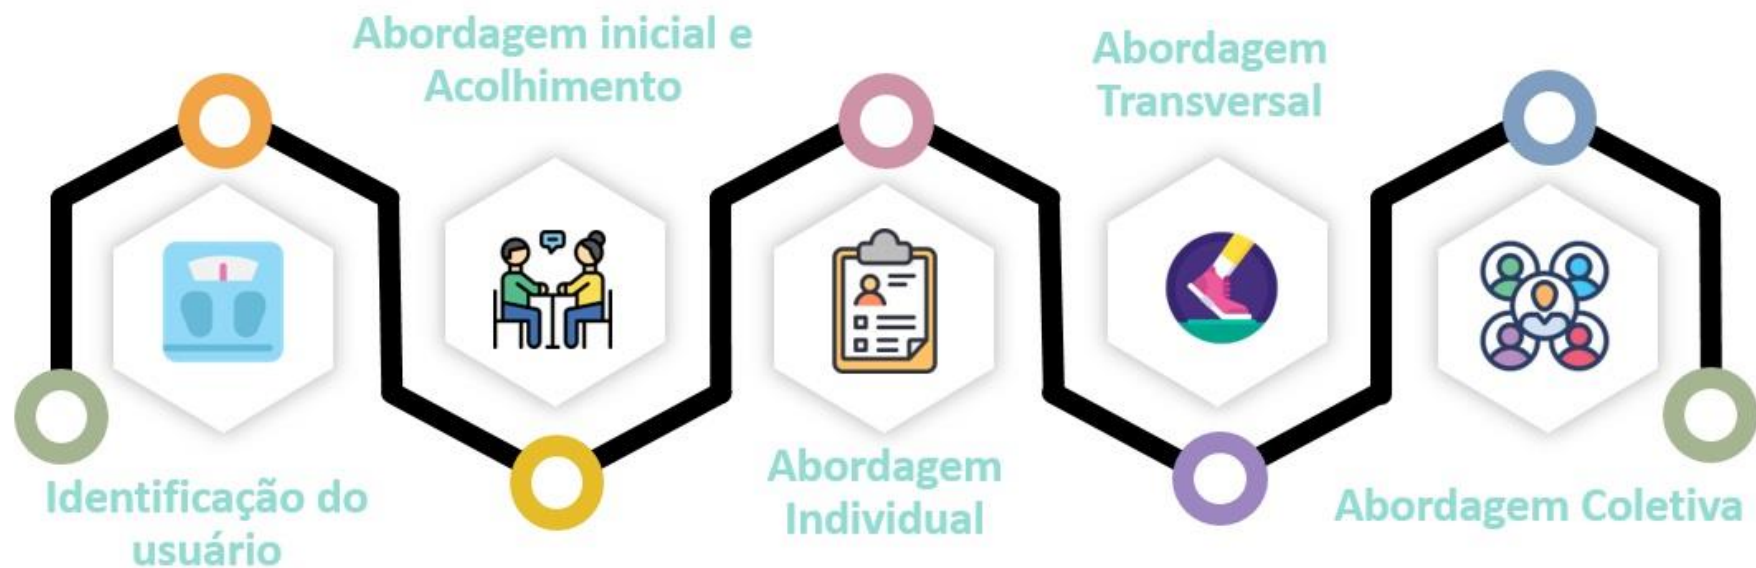 Identificação do
usuário
Abordagem inicial e
Acolhimento
Abordagem
Individual
Abordagem
Transversal
Abordagem Coletiva